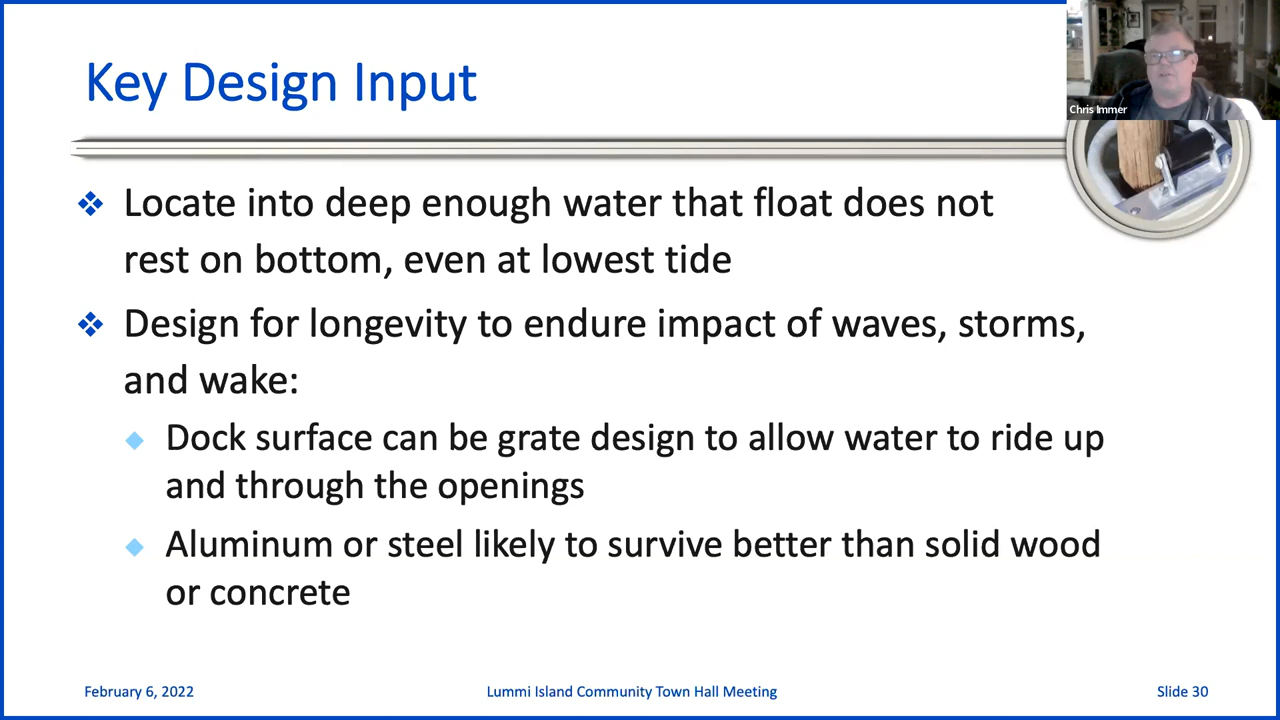 Key Design Input
Chris Immer
❖ Locate into deep enough water that float does not
rest on bottom, even at lowest tide
❖ Design for longevity to endure impact of waves, storms,
and wake:
◆ Dock surface can be grate design to allow water to ride up
and through the openings
◆ Aluminum or steel likely to survive better than solid wood
or concrete
February 6, 2022
Lummi Island Community Town Hall Meeting
Slide 30